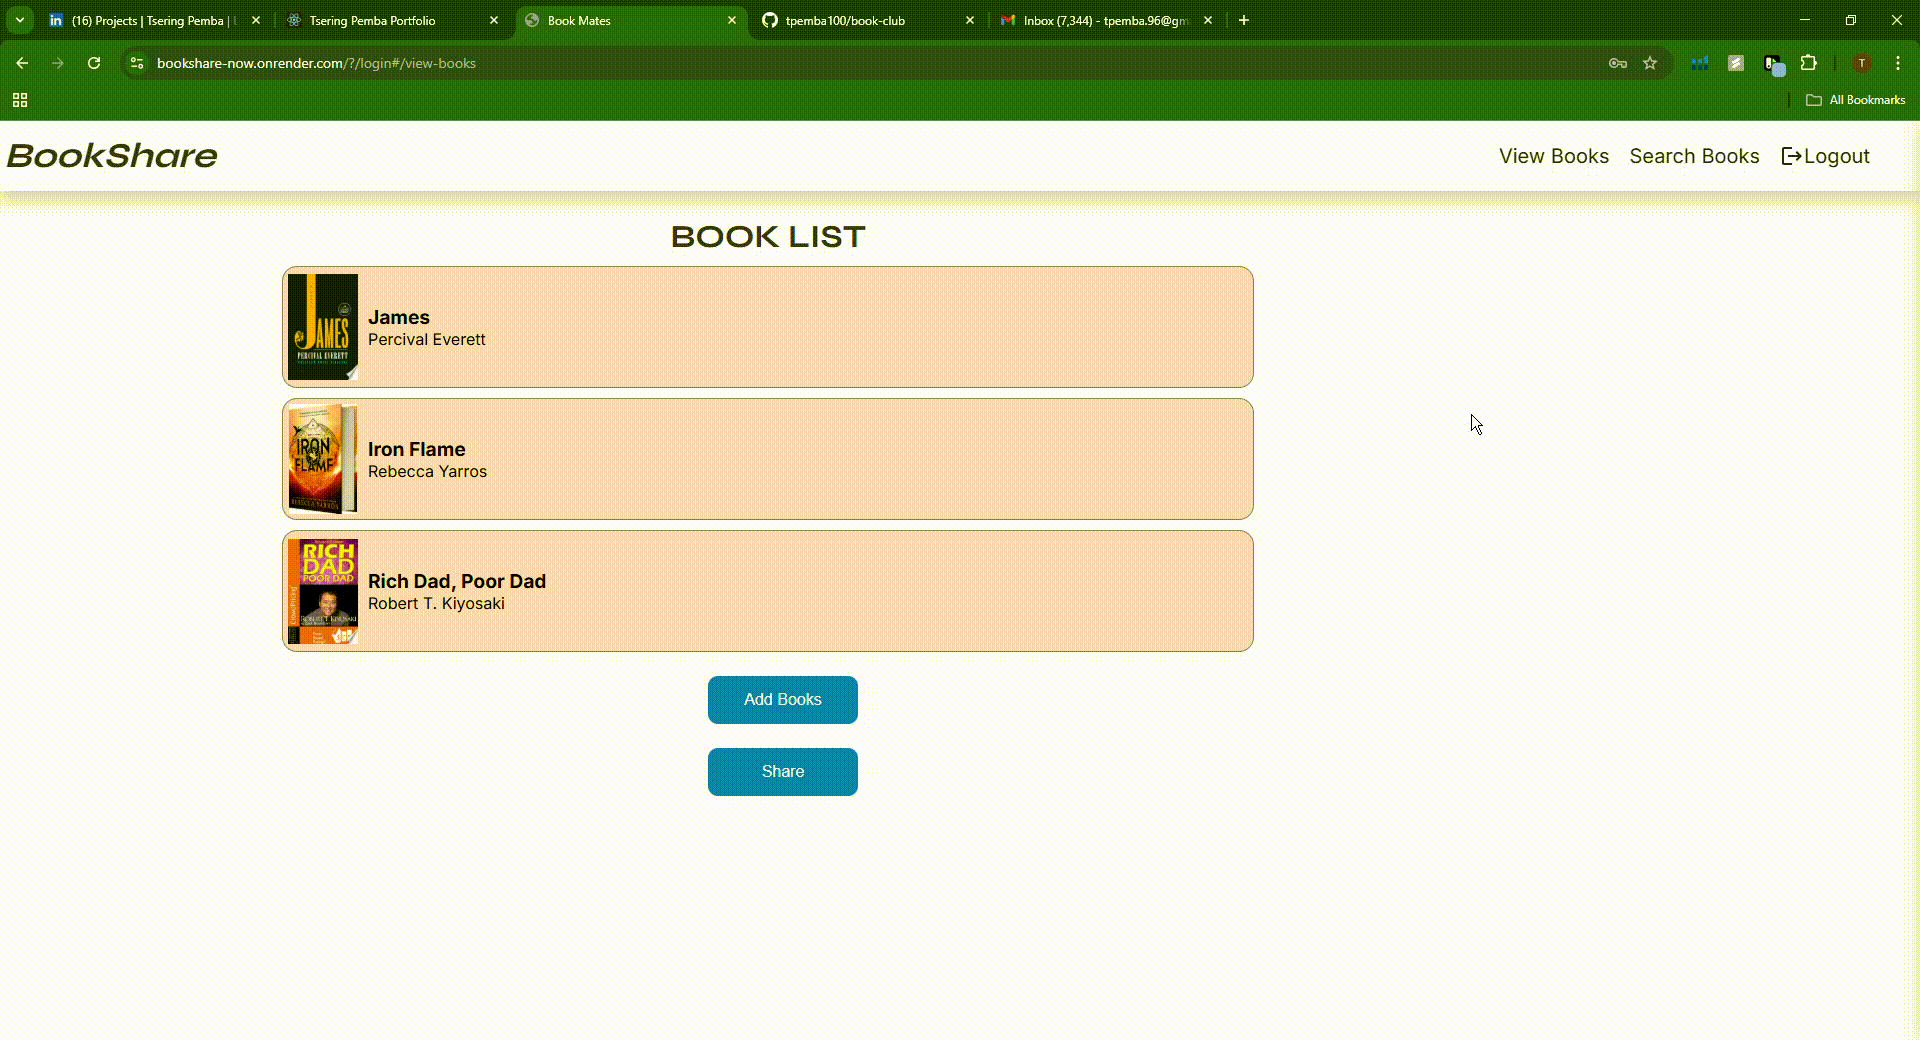 (16) Projects | Tsering Pemba |
Tsering Pemba Portfolio
Book Mates
tpemba100/book-club
Inbox (7,344) - tpemba.96@gm
bookshare-now.onrender.com/?/login#/view-books
T
All Bookmarks
BookShare
View Books
Search Books
Logout
BOOK LIST
JAMES
PERCIVAL EVERETT
James
Percival Everett
IRON
FLAME
Iron Flame
Rebecca Yarros
RICH
DAD
POOR DAD
Rich Dad, Poor Dad
Robert T. Kiyosaki
Add Books
Share